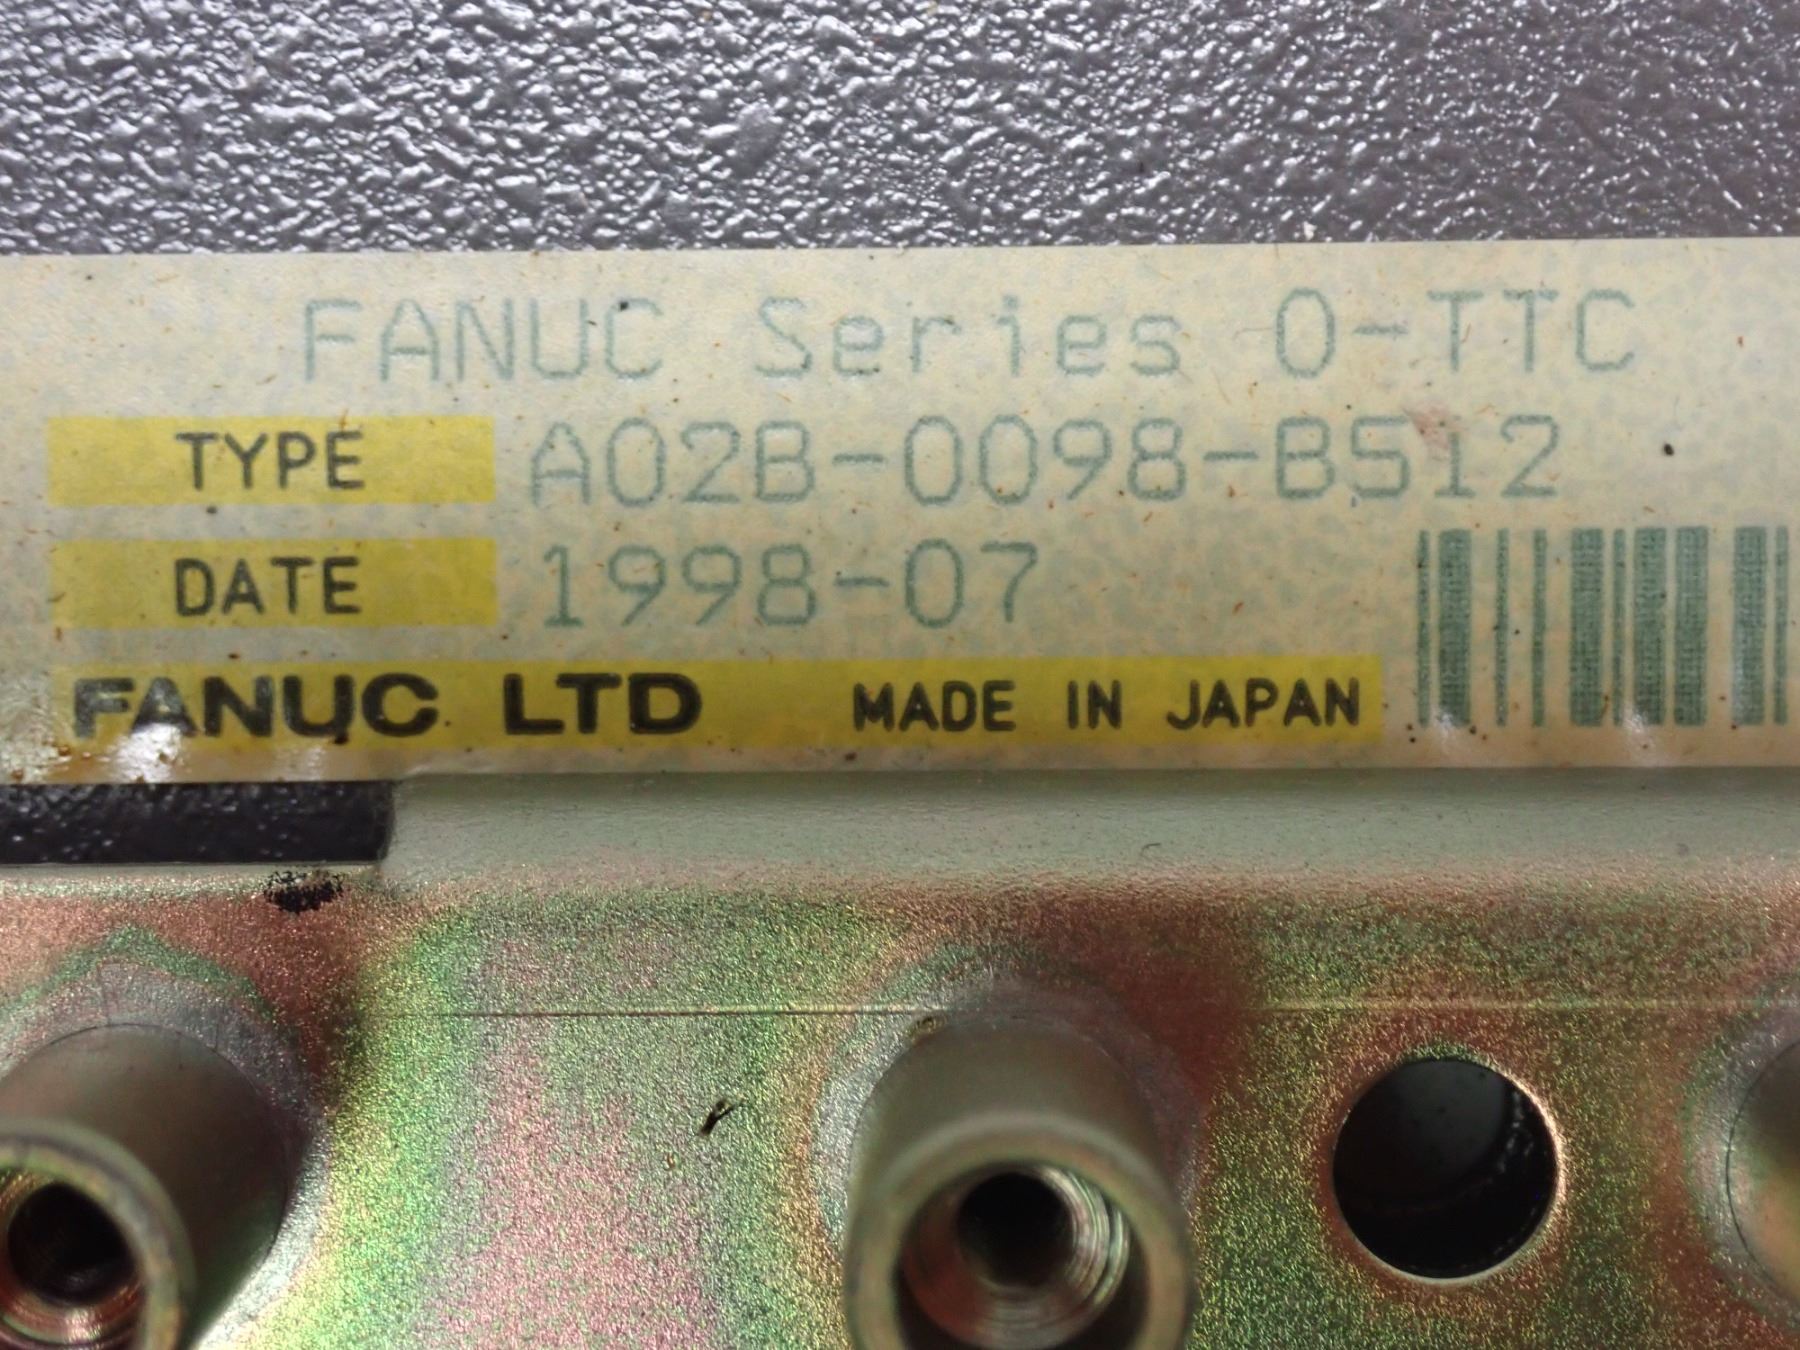 FANUC Series 0-TTC
TYPE A02B-0098-B512
DATE 1998-07
FANUC LTD MADE IN JAPAN